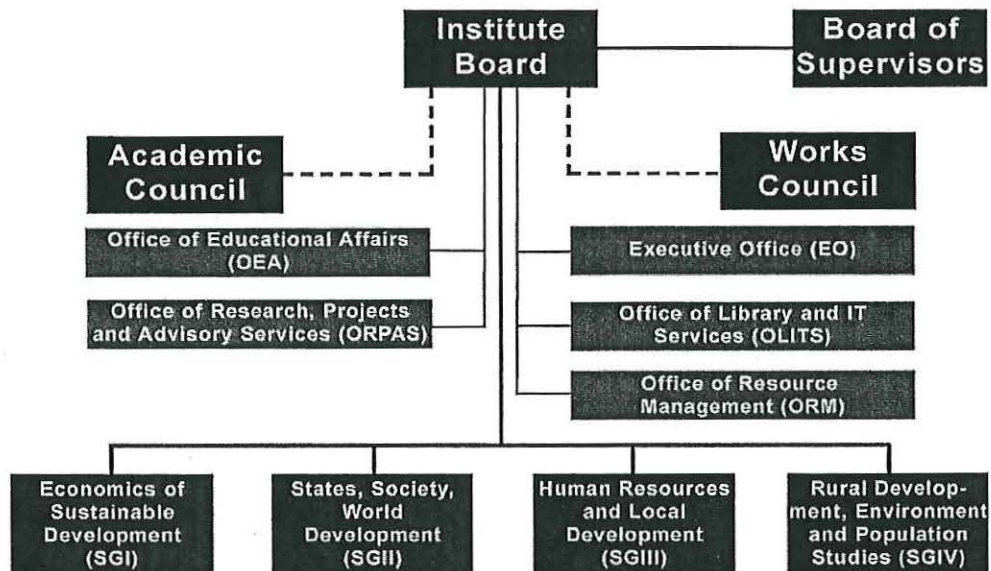 Institute
Board
Board of
Supervisors
Academic
Council
Works
Council
Office of Educational Affairs
(OEA)
Executive Office (EO)
Office of Research, Projects
and Advisory Services (ORPAS)
Office of Library and IT
Services (OLITS)
Office of Resource
Management (ORM)
Economics of
Sustainable
Development
(SGI)
States, Society,
World
Development
(SGII)
Human Resources
and Local
Development
(SGIII)
Rural Develop-
ment, Environment
and Population
Studies (SGIV)